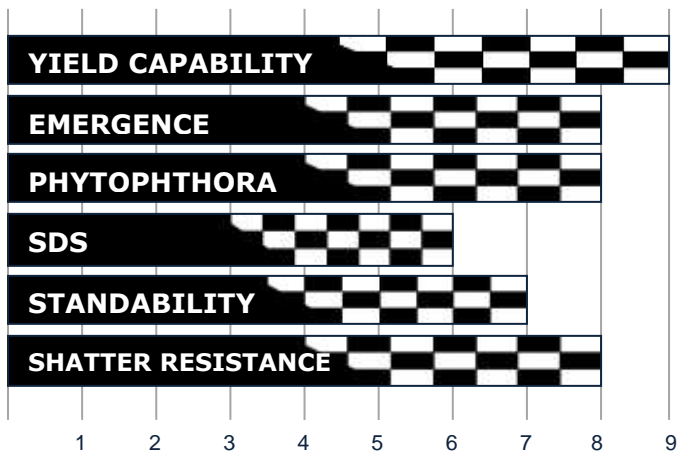 YIELD CAPABILITY
EMERGENCE
PHYTOPHTHORA
SDS
STANDABILITY
SHATTER RESISTANCE
1 2 3 4 5 6 7 8 9